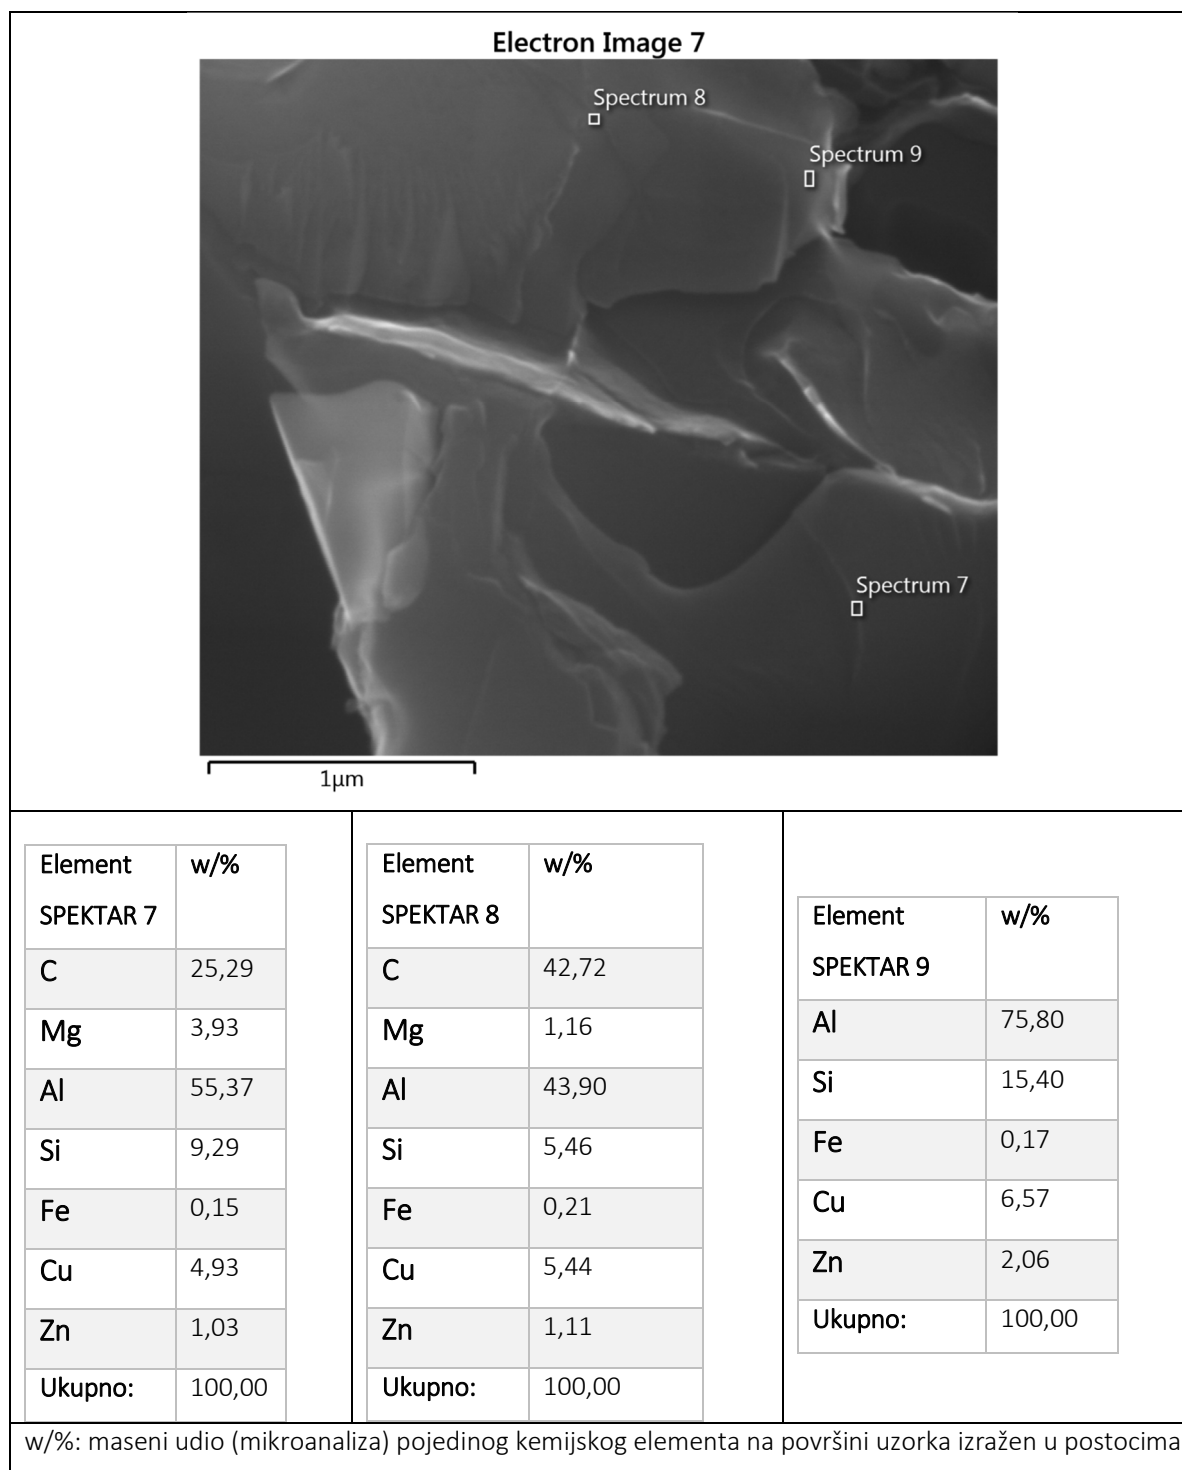 Electron Image 7
Spectrum 8
Spectrum 9
Spectrum 7
1µm
Element w/%
SPEKTAR 7
C 25,29
Mg 3,93
Al 55,37
Si 9,29
Fe 0,15
Cu 4,93
Zn 1,03
Ukupno: 100,00
Element w/%
SPEKTAR 8
C 42,72
Mg 1,16
Al 43,90
Si 5,46
Fe 0,21
Cu 5,44
Zn 1,11
Ukupno: 100,00
Element w/%
SPEKTAR 9
Al 75,80
Si 15,40
Fe 0,17
Cu 6,57
Zn 2,06
Ukupno: 100,00
w/%: maseni udio (mikroanaliza) pojedinog kemijskog elementa na površini uzorka izražen u postocima